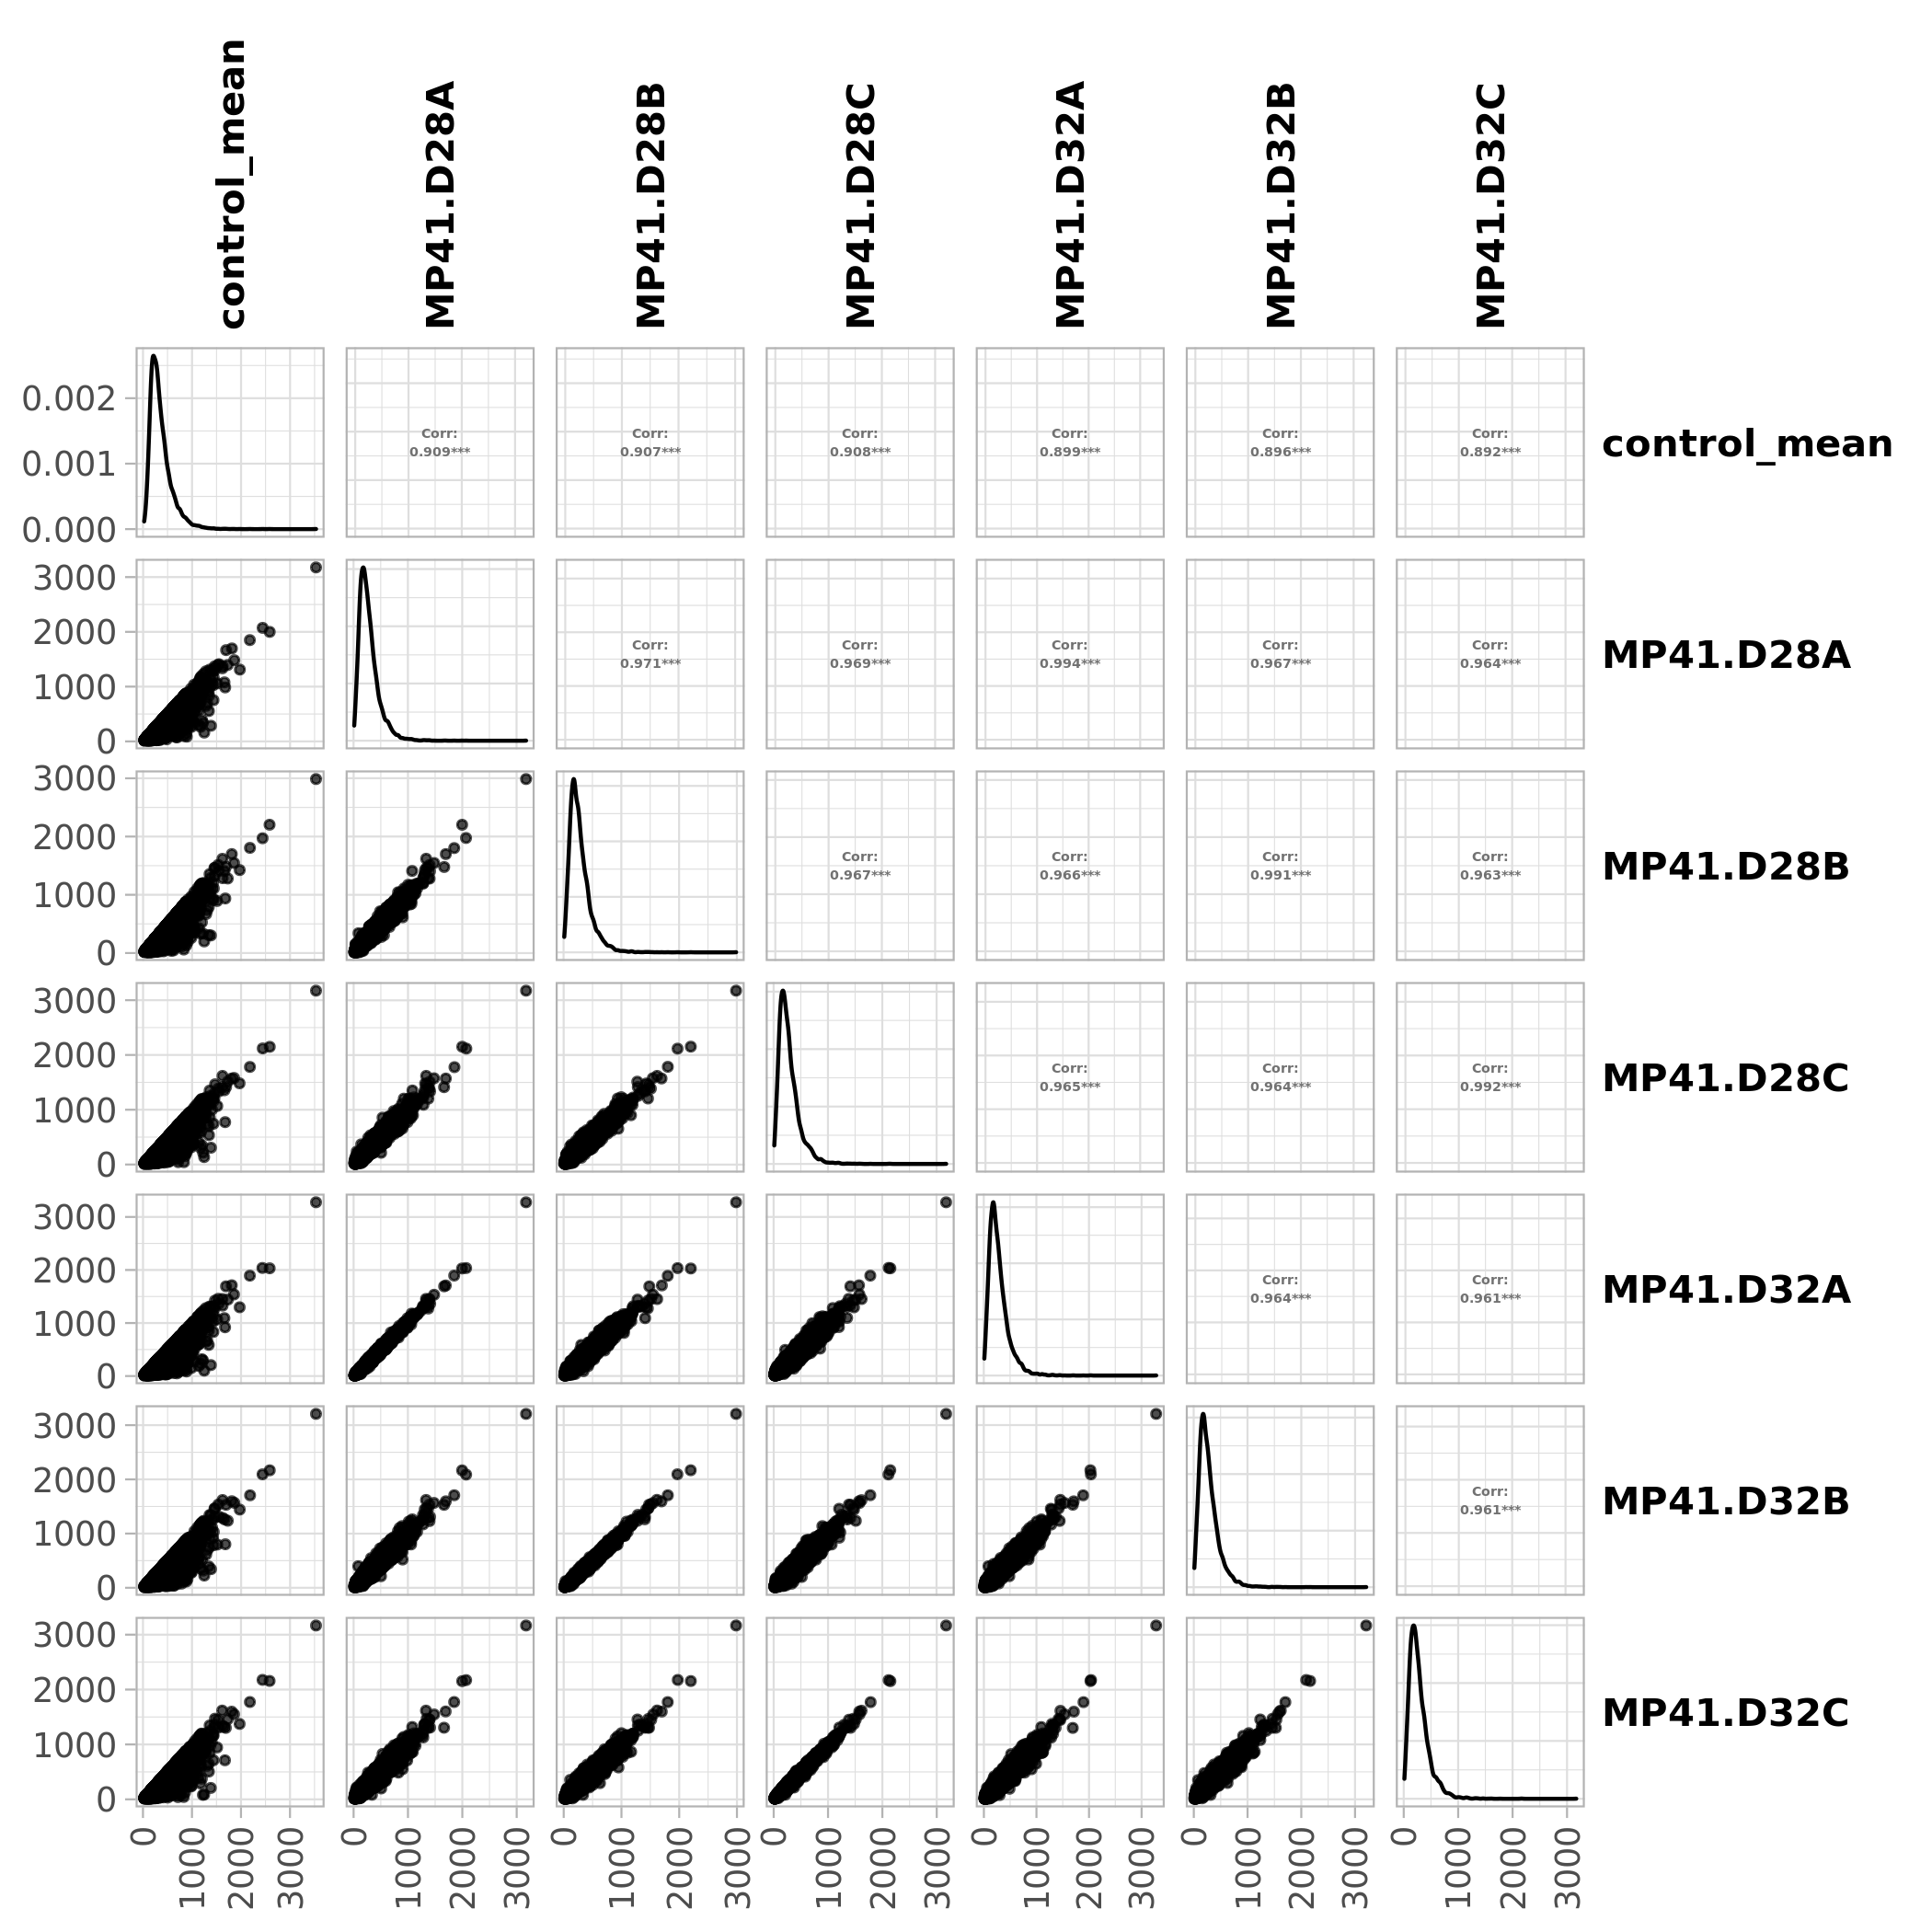 control_mean
MP41.D28A
MP41.D28B
MP41.D28C
MP41.D32A
MP41.D32B
MP41.D32C
0.002
0.001
0.000
Corr:
0.909***
Corr:
0.907***
Corr:
0.908***
Corr:
0.899***
Corr:
0.896***
Corr:
0.892***
control_mean
3000
2000
1000
0
Corr:
0.971***
Corr:
0.969***
Corr:
0.994***
Corr:
0.967***
Corr:
0.964***
MP41.D28A
3000
2000
1000
0
Corr:
0.967***
Corr:
0.966***
Corr:
0.991***
Corr:
0.963***
MP41.D28B
3000
2000
1000
0
Corr:
0.965***
Corr:
0.964***
Corr:
0.992***
MP41.D28C
3000
2000
1000
0
Corr:
0.964***
Corr:
0.961***
MP41.D32A
3000
2000
1000
0
Corr:
0.961***
MP41.D32B
3000
2000
1000
0
MP41.D32C
0
1000
2000
3000
0
1000
2000
3000
0
1000
2000
3000
0
1000
2000
3000
0
1000
2000
3000
0
1000
2000
3000
0
1000
2000
3000